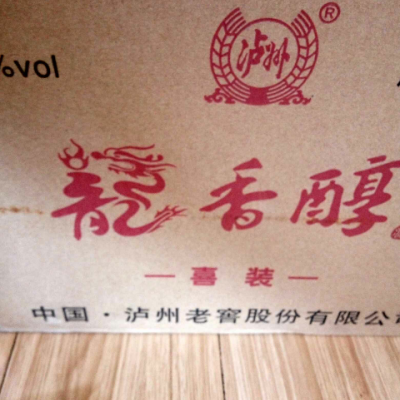 %vol
泸州
龍香醇
喜装
中国·泸州老窖股份有限公司